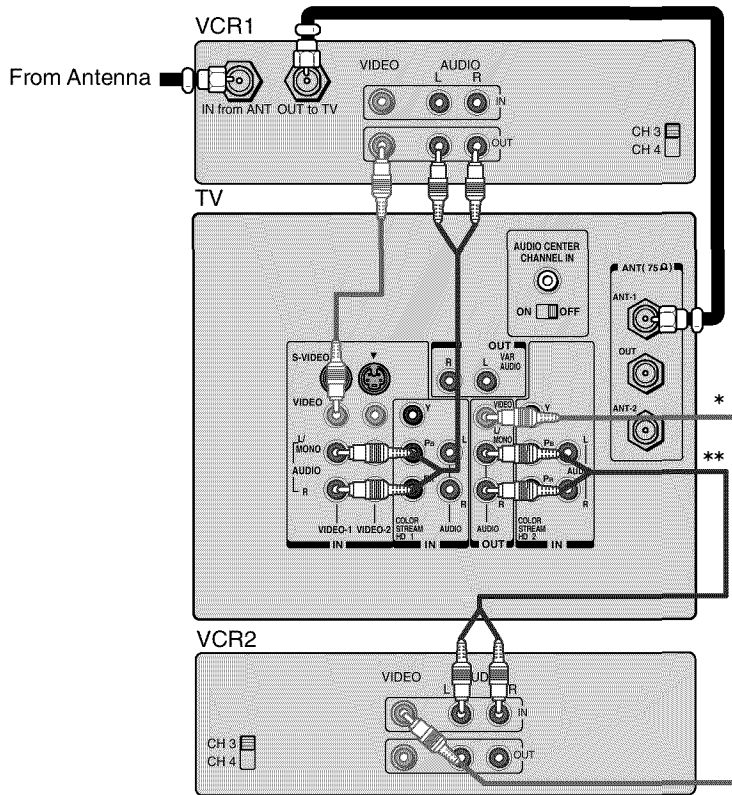 VCR1
From Antenna
VIDEO AUDIO
L R
IN
IN from ANT OUT to TV
OUT
CH 3
CH 4
TV
AUDIO CENTER
CHANNEL IN
ON OFF
ANT( 75 Ω )
ANT-1
OUT
ANT-2
OUT
R L VAR
AUDIO
S-VIDEO
VIDEO
L/
MONO
AUDIO
R
VIDEO-1 VIDEO-2
IN
Y
PB
L
R
COLOR
STREAM
HD 1
AUDIO
IN
VIDEO
L/
MONO
R
AUDIO
OUT
Y
PB
PR
L
R
COLOR
STREAM
HD 2
IN
*
**
VCR2
VIDEO
L R
IN
OUT
CH 3
CH 4